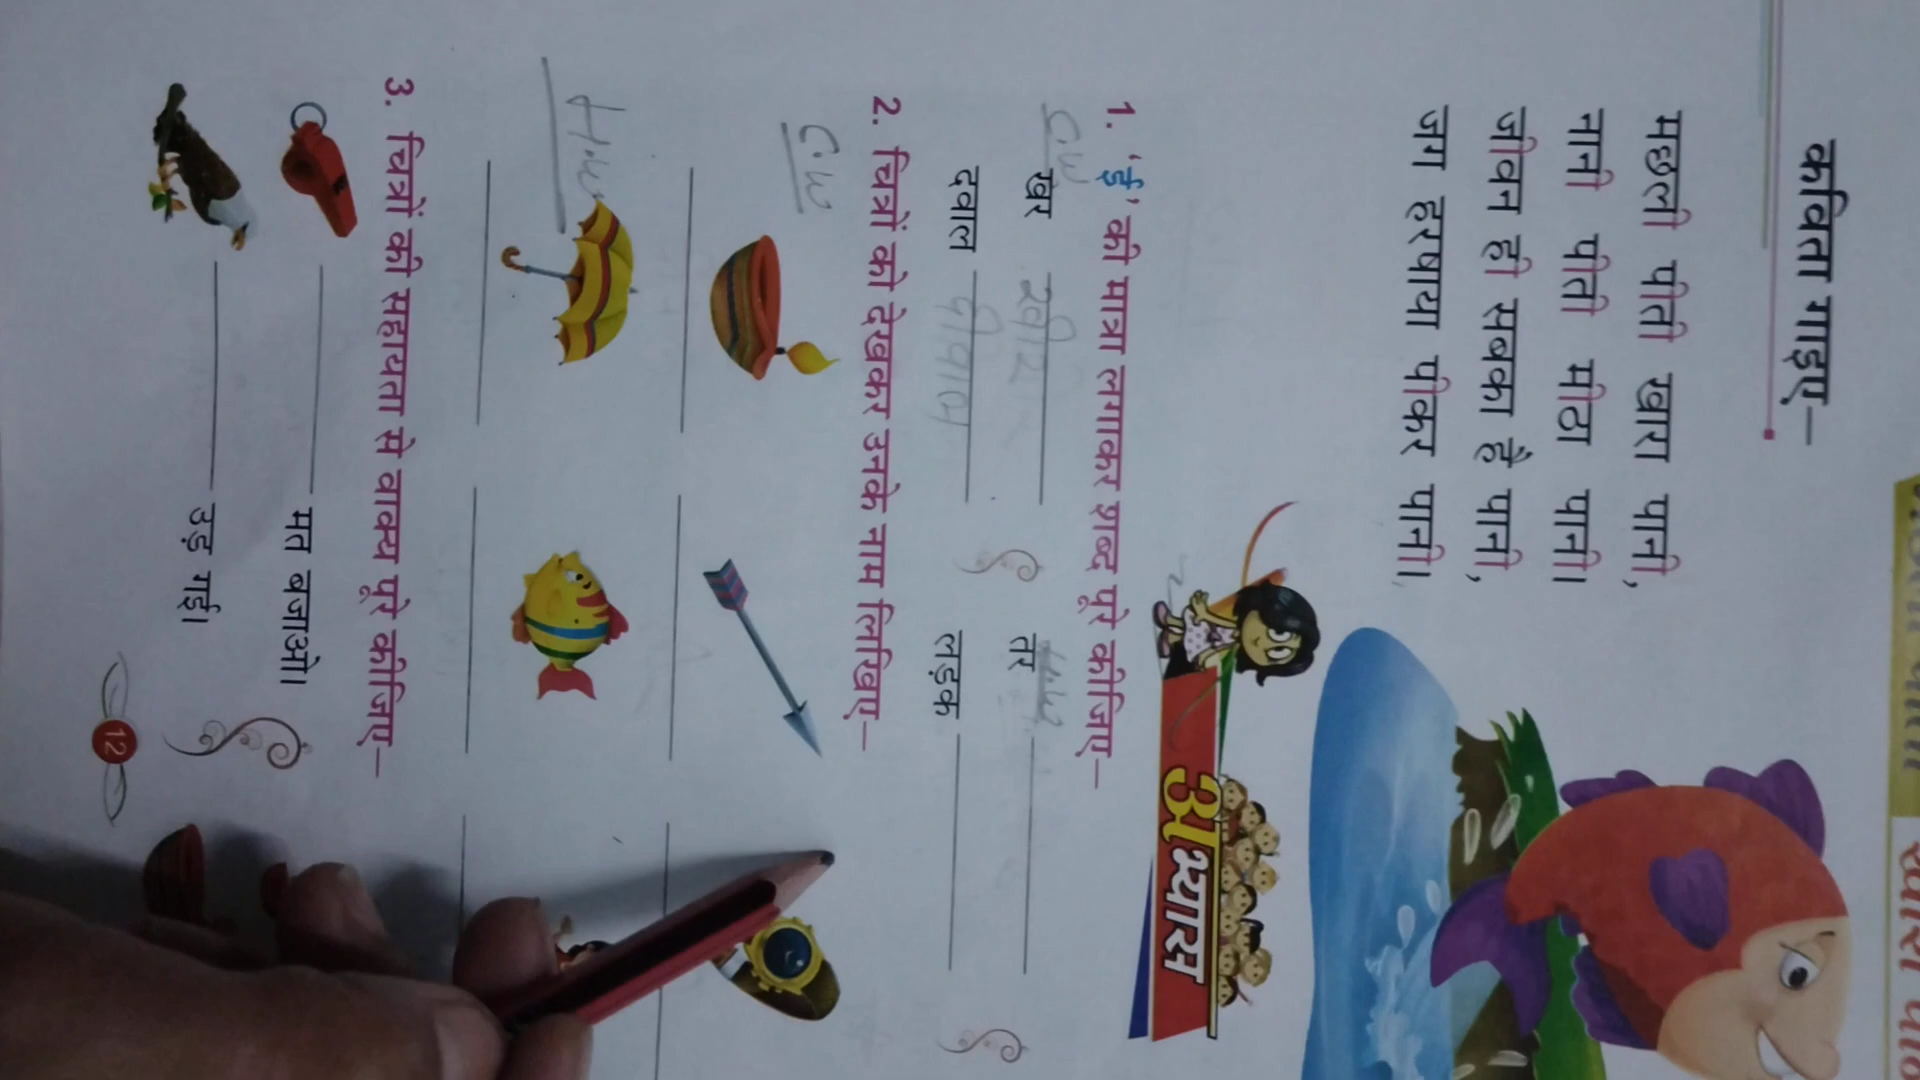 कविता गाइए—
मछली पीती खारा पानी,
नानी पीती मीठा पानी।
जीवन ही सबका है पानी,
जग हरषाया पीकर पानी।
अभ्यास
1. 'ई' की मात्रा लगाकर शब्द पूरे कीजिए—
C.W
खर खीर तर
दवाल दीवाल लड़क
2. चित्रों को देखकर उनके नाम लिखिए—
C.W
H.W
3. चित्रों की सहायता से वाक्य पूरे कीजिए—
मत बजाओ।
उड़ गई।
12